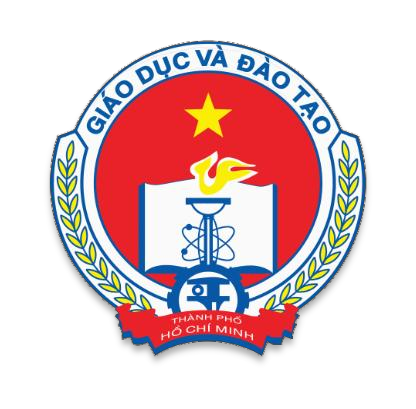 GIÁO DỤC VÀ ĐÀO TẠO
THÀNH PHỐ
HỒ CHÍ MINH